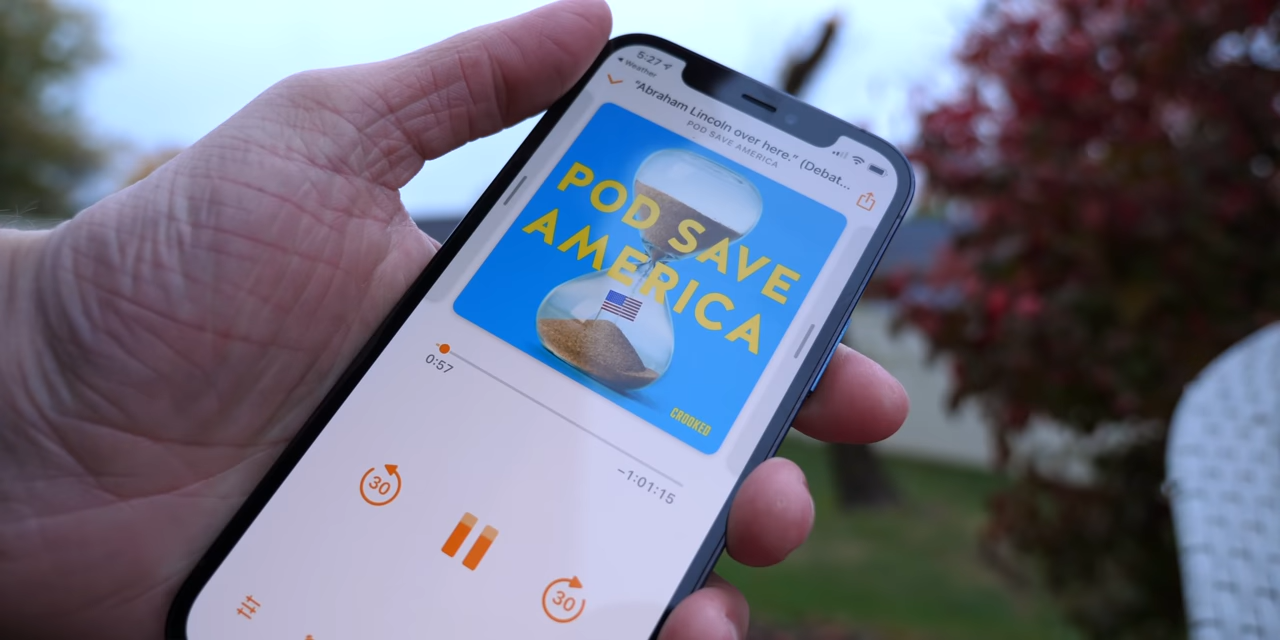 5:27
Weather
"Abraham Lincoln over here." (Debat...
POD SAVE AMERICA
POD SAVE
AMERICA
CROOKED
0:57
-1:01:15
30
30